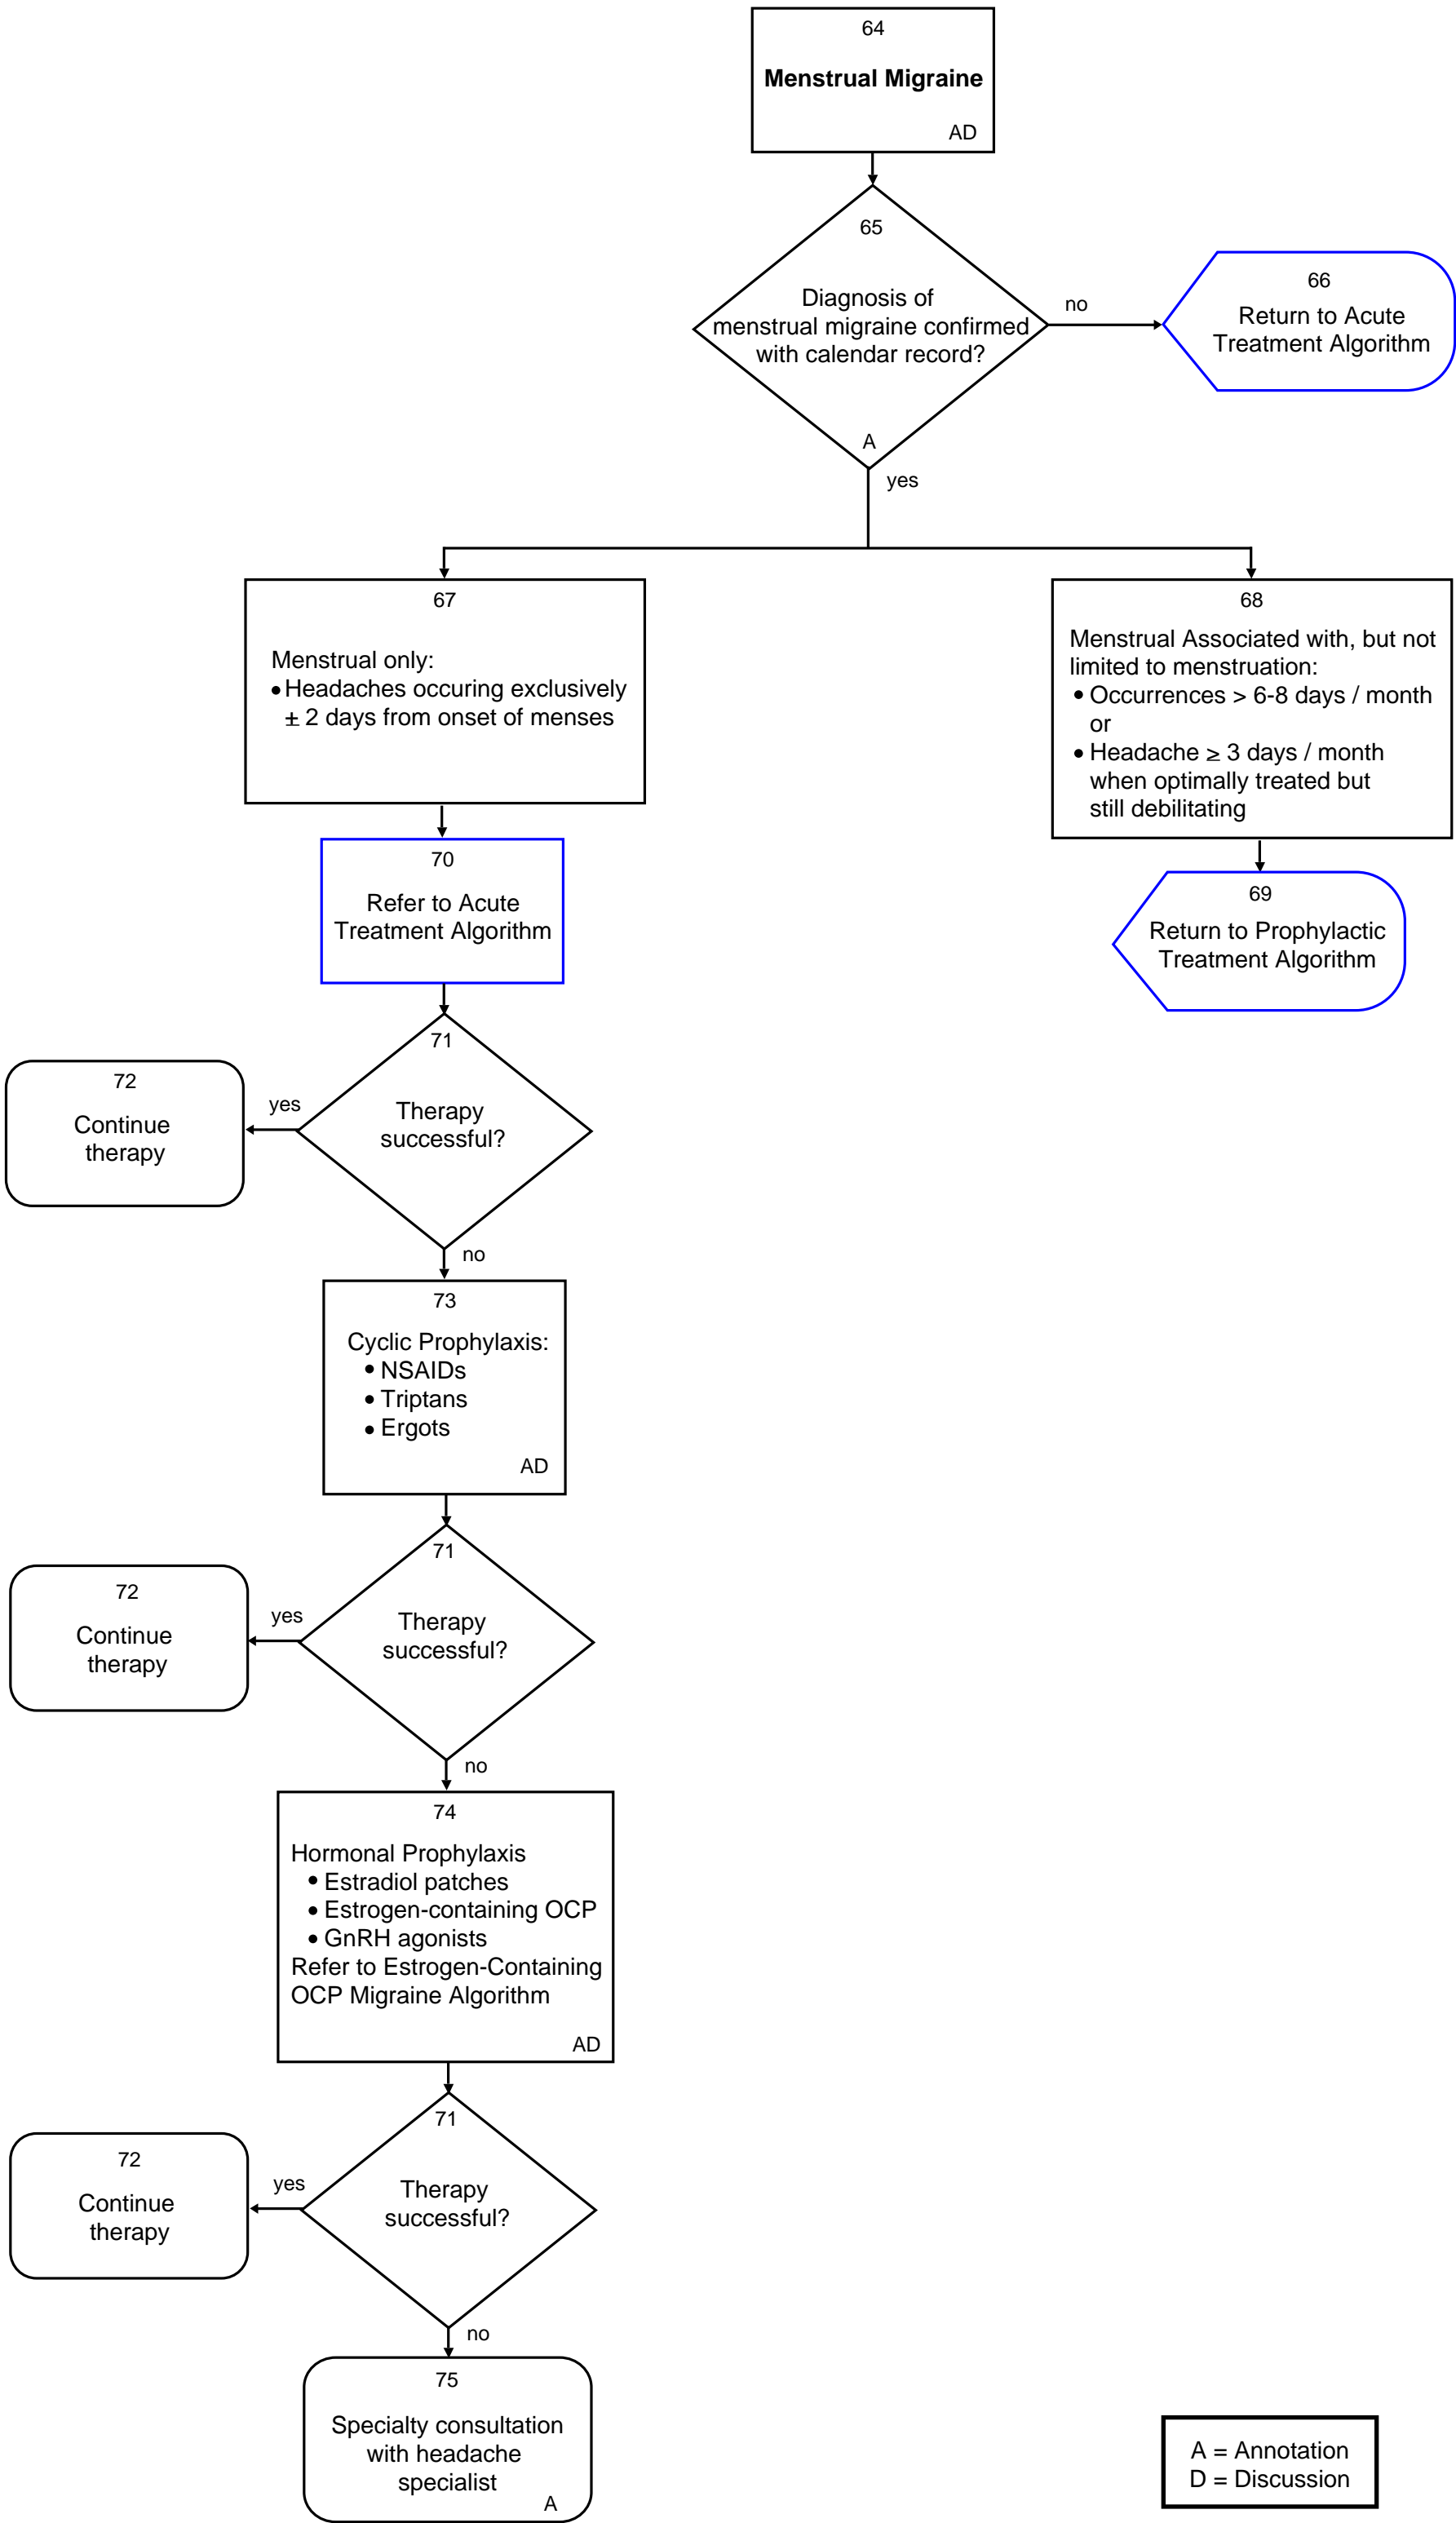 64
Menstrual Migraine
AD
65
Diagnosis of
menstrual migraine confirmed
with calendar record?
A
no
66
Return to Acute
Treatment Algorithm
yes
67
Menstrual only:
• Headaches occuring exclusively
± 2 days from onset of menses
68
Menstrual Associated with, but not
limited to menstruation:
• Occurrences > 6-8 days / month
or
• Headache ≥ 3 days / month
when optimally treated but
still debilitating
70
Refer to Acute
Treatment Algorithm
69
Return to Prophylactic
Treatment Algorithm
71
Therapy
successful?
yes
72
Continue
therapy
no
73
Cyclic Prophylaxis:
• NSAIDs
• Triptans
• Ergots
AD
71
Therapy
successful?
yes
72
Continue
therapy
no
74
Hormonal Prophylaxis
• Estradiol patches
• Estrogen-containing OCP
• GnRH agonists
Refer to Estrogen-Containing
OCP Migraine Algorithm
AD
71
Therapy
successful?
yes
72
Continue
therapy
no
75
Specialty consultation
with headache
specialist
A
A = Annotation
D = Discussion